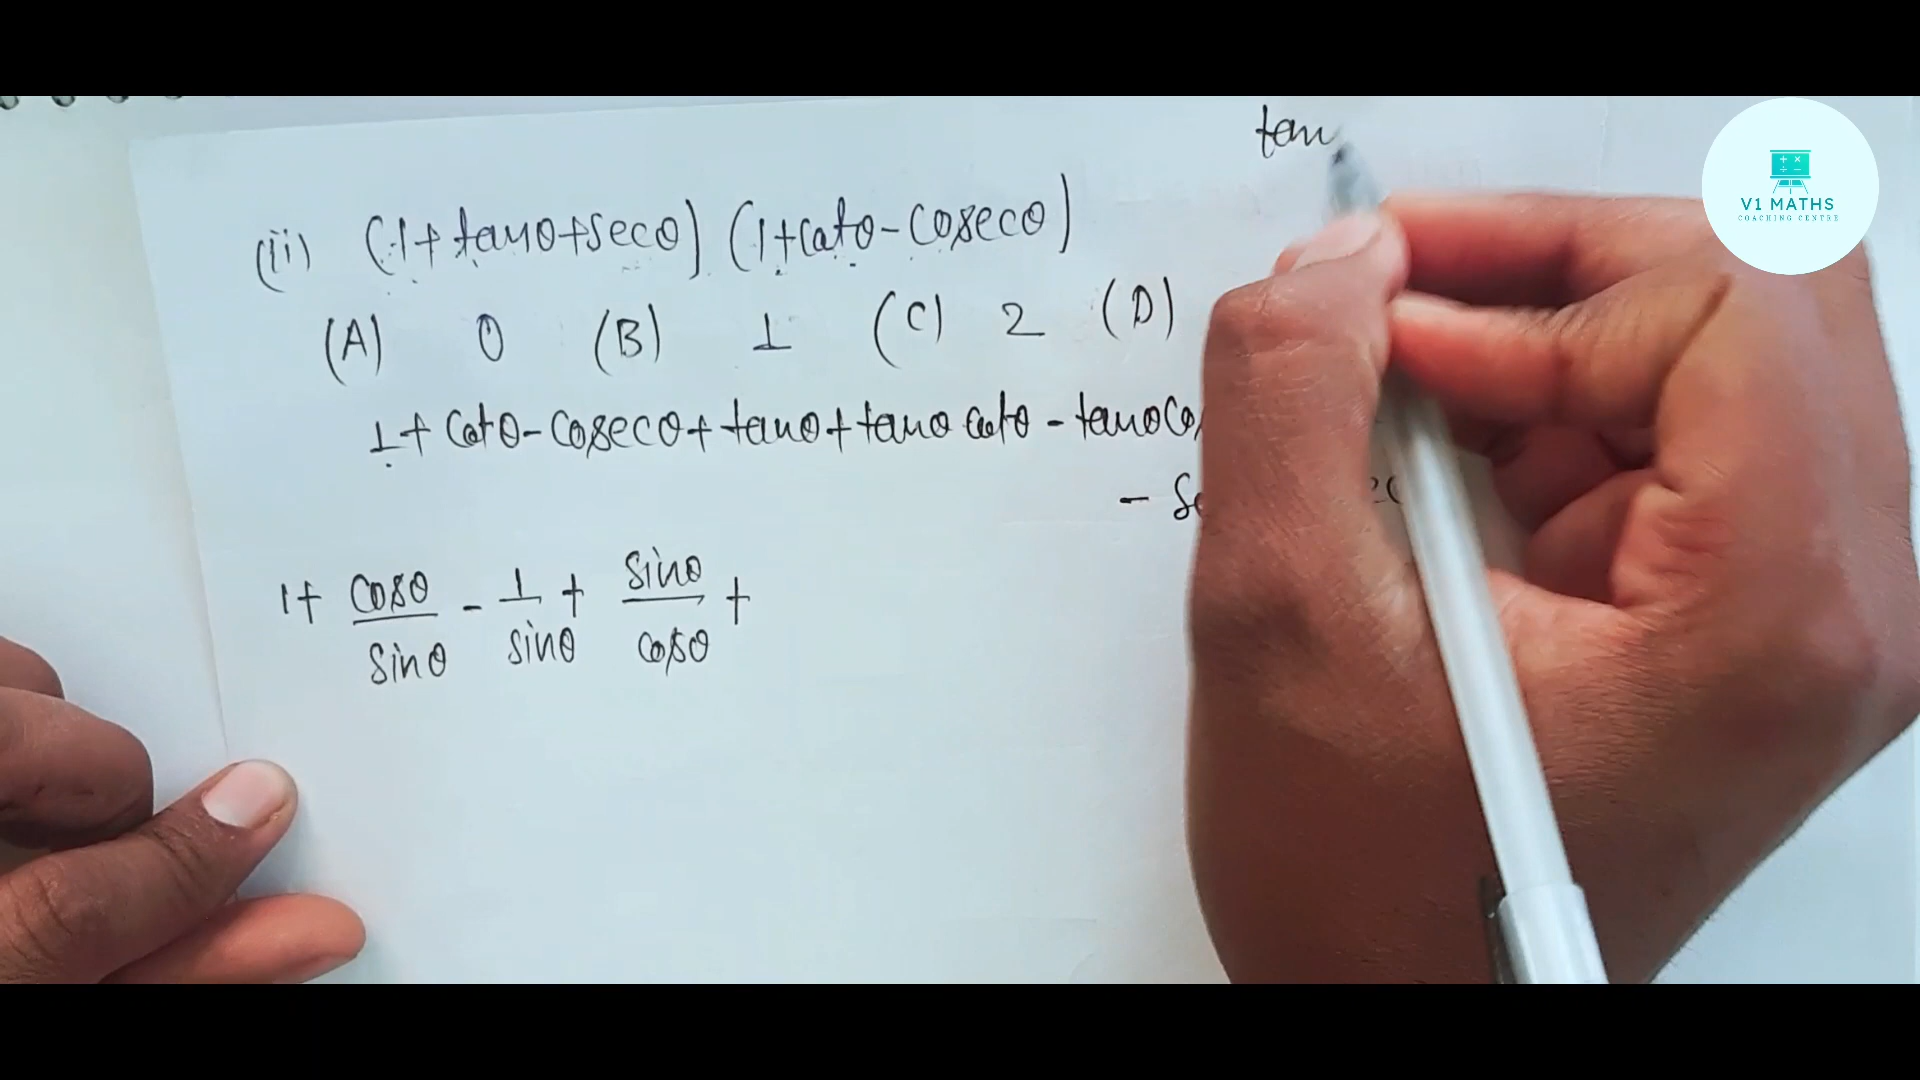 tan
(ii) (1+tanθ+secθ) (1+cotθ-cosecθ)
(A) 0 (B) 1 (C) 2 (D)
1+cotθ-cosecθ+tanθ+tanθ cotθ-tanθ
-
1+ cosθ/sinθ - 1/sinθ + sinθ/cosθ +
V1 MATHS
COACHING CENTRE